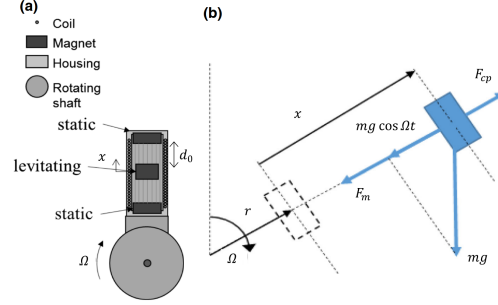 (a)
Coil
Magnet
Housing
Rotating
shaft
static
x
d₀
levitating
static
Ω
(b)
F_cp
x
mg cos Ωt
F_m
r
Ω
mg